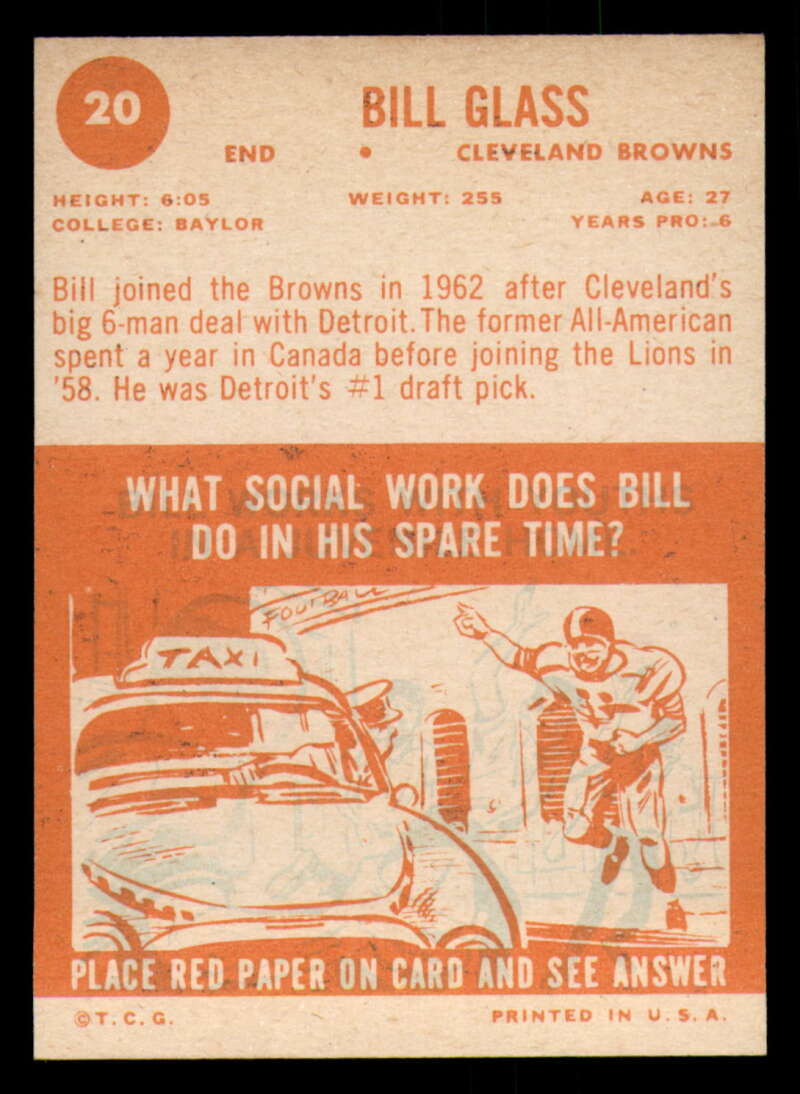 20
BILL GLASS
END • CLEVELAND BROWNS
HEIGHT: 6:05 WEIGHT: 255 AGE: 27
COLLEGE: BAYLOR YEARS PRO: 6
Bill joined the Browns in 1962 after Cleveland's
big 6-man deal with Detroit. The former All-American
spent a year in Canada before joining the Lions in
'58. He was Detroit's #1 draft pick.
WHAT SOCIAL WORK DOES BILL
DO IN HIS SPARE TIME?
FOOTBALL
TAXI
PLACE RED PAPER ON CARD AND SEE ANSWER
© T. C. G. PRINTED IN U. S. A.